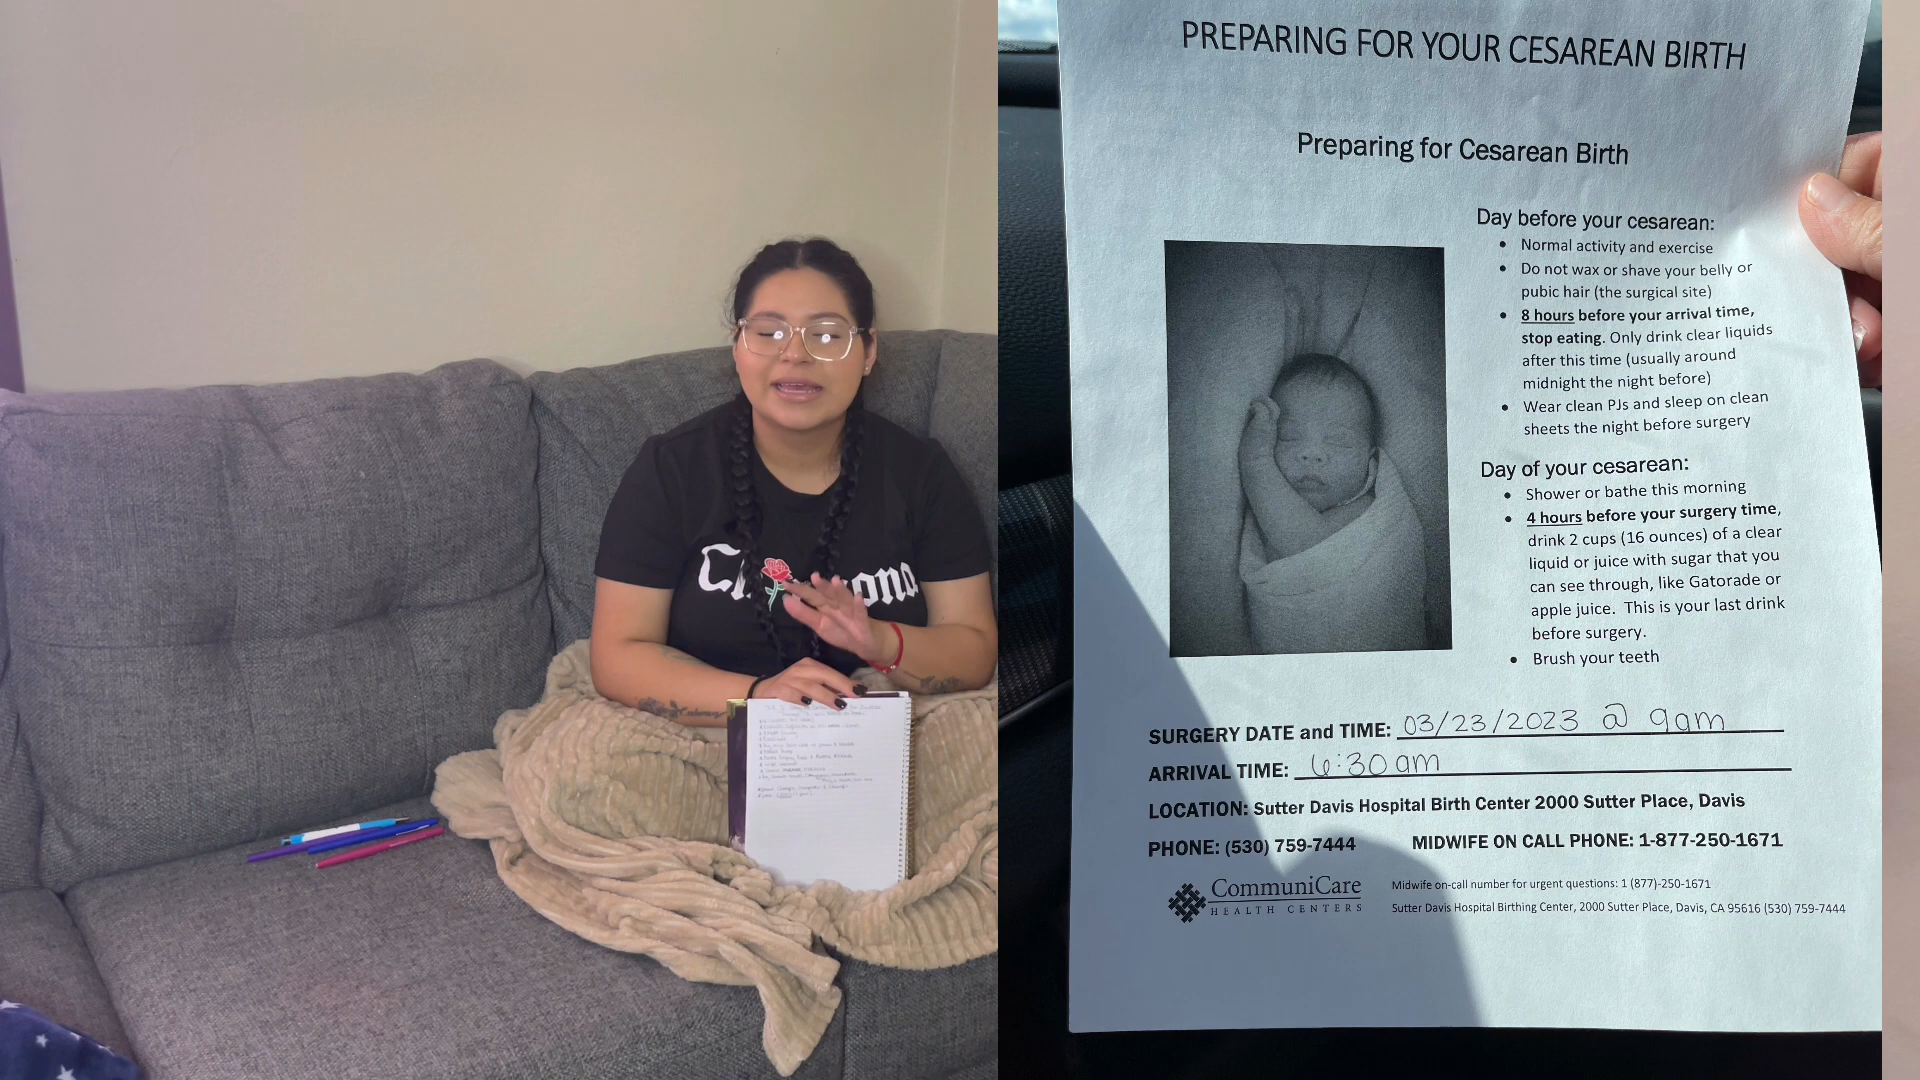 PREPARING FOR YOUR CESAREAN BIRTH
Preparing for Cesarean Birth
Day before your cesarean:
• Normal activity and exercise
• Do not wax or shave your belly or
pubic hair (the surgical site)
• 8 hours before your arrival time,
stop eating. Only drink clear liquids
after this time (usually around
midnight the night before)
• Wear clean PJs and sleep on clean
sheets the night before surgery
Day of your cesarean:
• Shower or bathe this morning
• 4 hours before your surgery time,
drink 2 cups (16 ounces) of a clear
liquid or juice with sugar that you
can see through, like Gatorade or
apple juice. This is your last drink
before surgery.
• Brush your teeth
SURGERY DATE and TIME: 03/23/2023 @ 9am
ARRIVAL TIME: 6:30am
LOCATION: Sutter Davis Hospital Birth Center 2000 Sutter Place, Davis
PHONE: (530) 759-7444 MIDWIFE ON CALL PHONE: 1-877-250-1671
CommuniCare
HEALTH CENTERS
Midwife on-call number for urgent questions: 1 (877)-250-1671
Sutter Davis Hospital Birthing Center, 2000 Sutter Place, Davis, CA 95616 (530) 759-7444